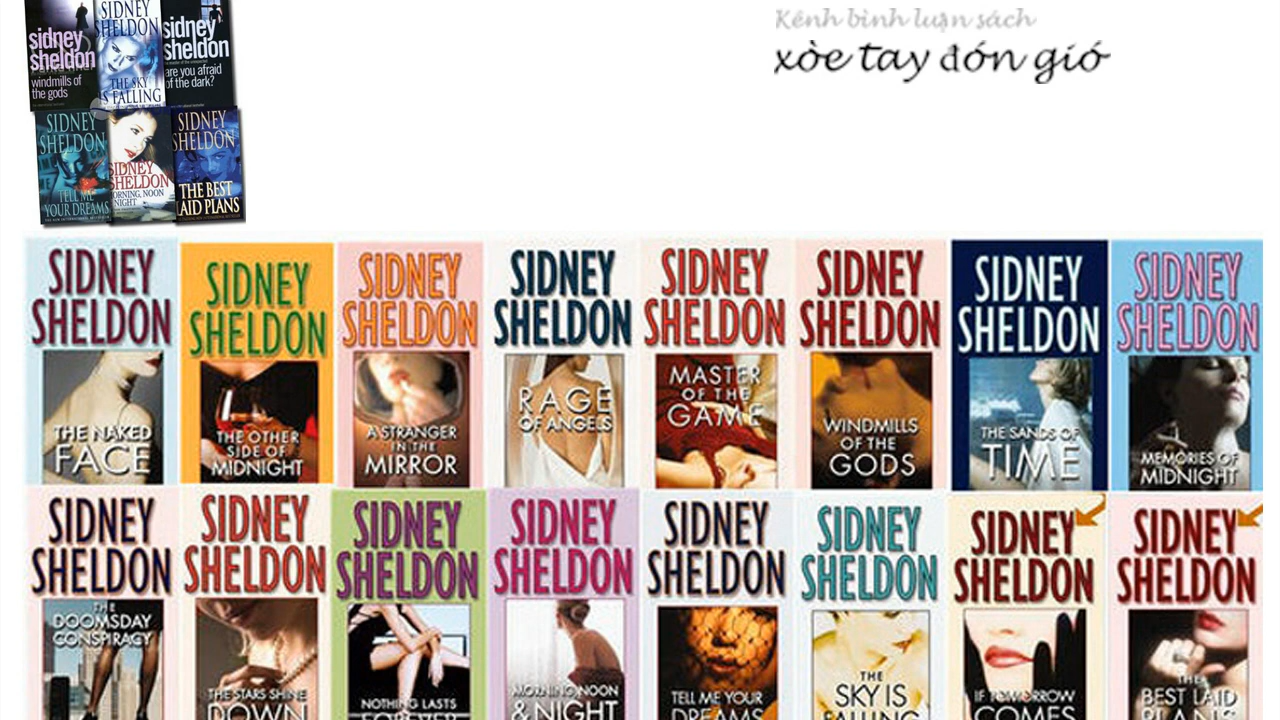 Kênh bình luận sách
xòe tay đón gió
sidney
sheldon
windmills of
the gods
SIDNEY
SHELDON
THE SKY
IS FALLING
sidney
sheldon
are you afraid
of the dark?
SIDNEY
SHELDON
TELL ME
YOUR DREAMS
SIDNEY
SHELDON
MORNING, NOON
NIGHT
SIDNEY
SHELDON
THE BEST
LAID PLANS
SIDNEY
SHELDON
THE NAKED
FACE
SIDNEY
SHELDON
THE OTHER
SIDE OF
MIDNIGHT
SIDNEY
SHELDON
A STRANGER
IN THE
MIRROR
SIDNEY
SHELDON
RAGE
OF ANGELS
SIDNEY
SHELDON
MASTER
OF THE
GAME
SIDNEY
SHELDON
WINDMILLS
OF THE
GODS
SIDNEY
SHELDON
THE SANDS OF
TIME
SIDNEY
SHELDON
MEMORIES OF
MIDNIGHT
SIDNEY
SHELDON
THE
DOOMSDAY
CONSPIRACY
SIDNEY
SHELDON
THE STARS SHINE
DOWN
SIDNEY
SHELDON
NOTHING LASTS
FOREVER
SIDNEY
SHELDON
MORNING NOON
& NIGHT
SIDNEY
SHELDON
TELL ME YOUR
DREAMS
SIDNEY
SHELDON
THE
SKY IS
FALLING
SIDNEY
SHELDON
IF TOMORROW
COMES
SIDNEY
SHELDON
THE
BEST LAID
PLANS